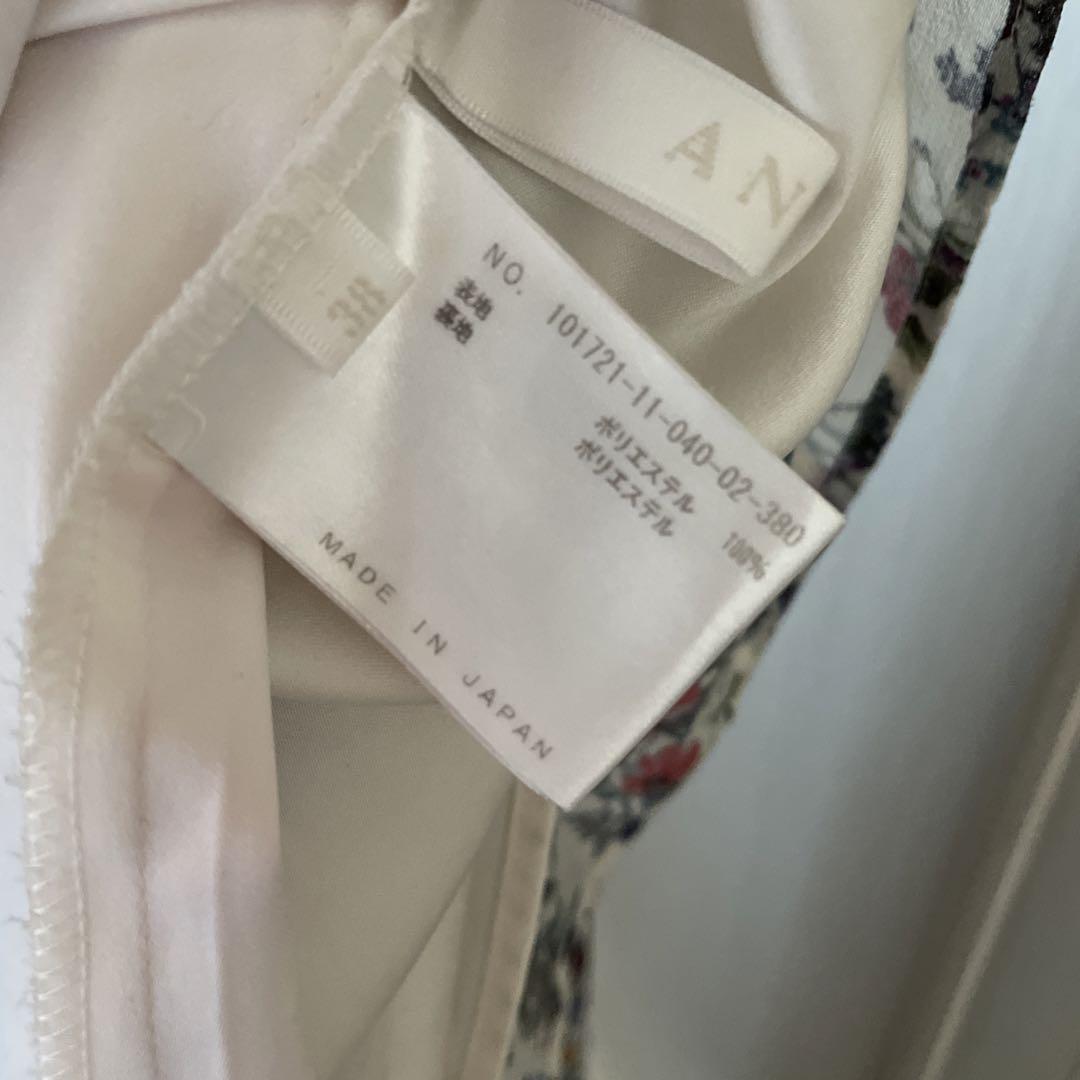 AN
38
NO. 101721-11-040-02-380
表地 ポリエステル 100%
裏地 ポリエステル
MADE IN JAPAN